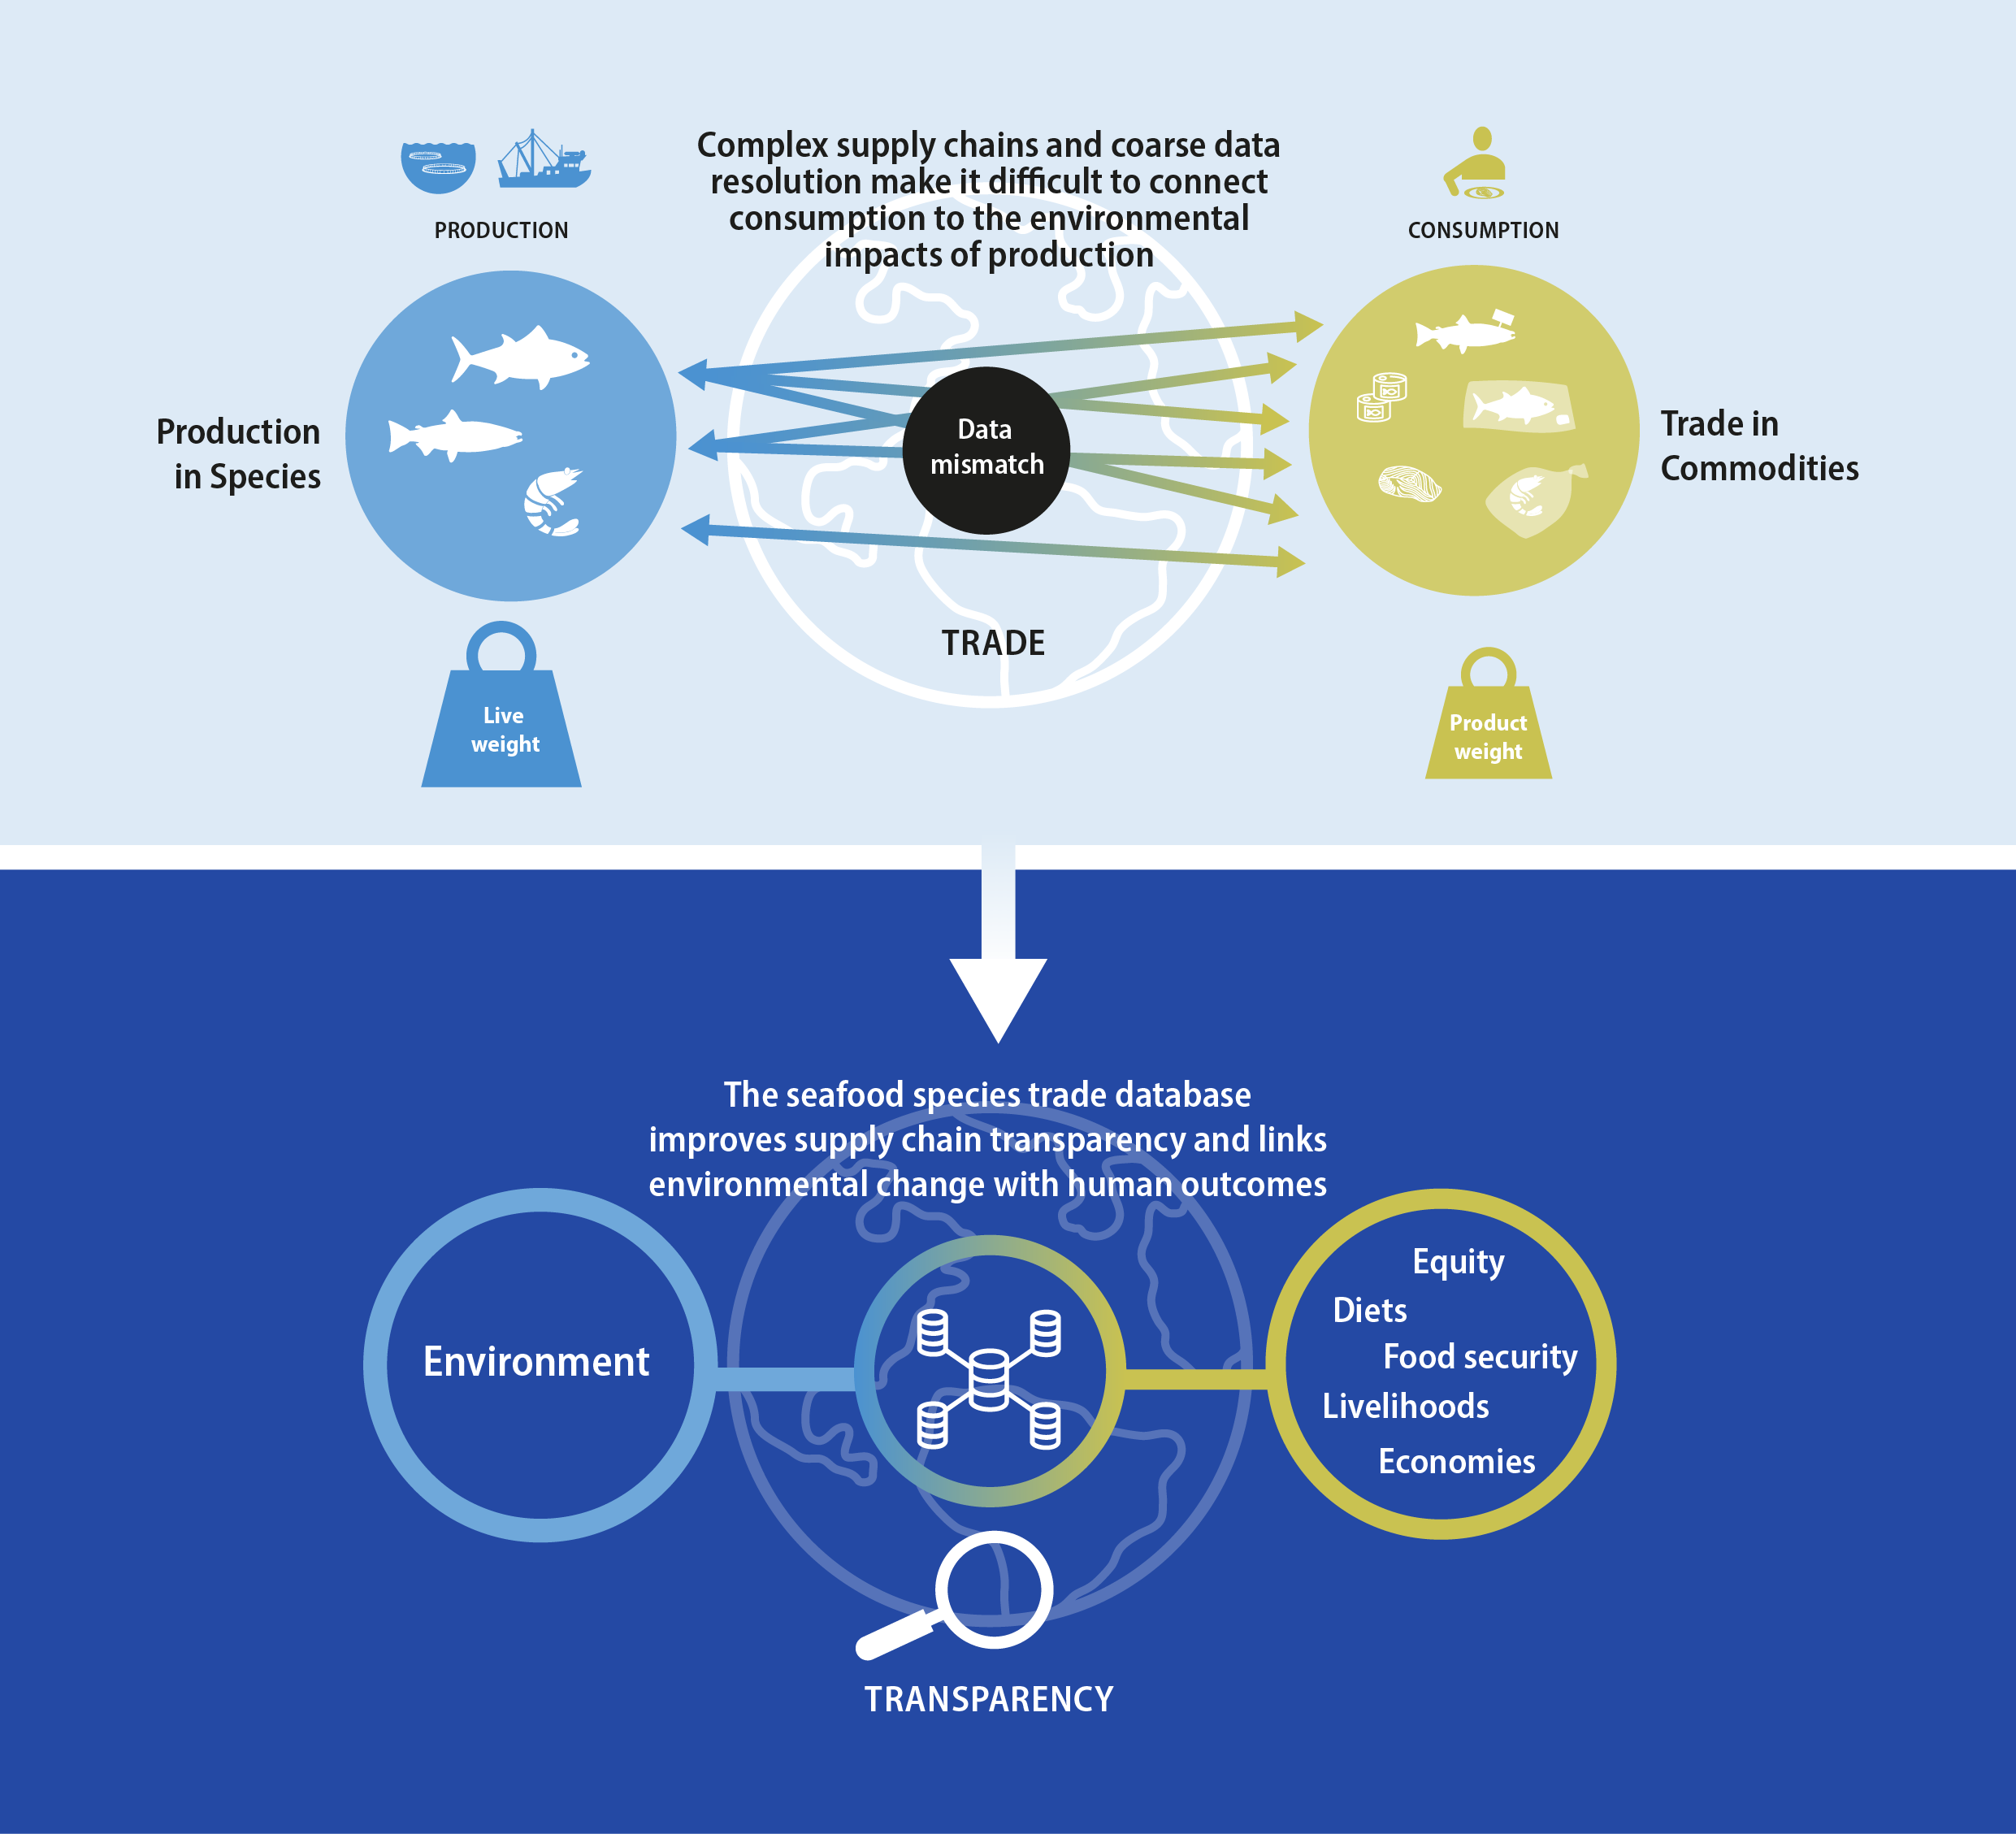 Complex supply chains and coarse data
resolution make it difficult to connect
consumption to the environmental
impacts of production
PRODUCTION
CONSUMPTION
Production
in Species
Data
mismatch
Trade in
Commodities
TRADE
Live
weight
Product
weight
The seafood species trade database
improves supply chain transparency and links
environmental change with human outcomes
Environment
Equity
Diets
Food security
Livelihoods
Economies
TRANSPARENCY